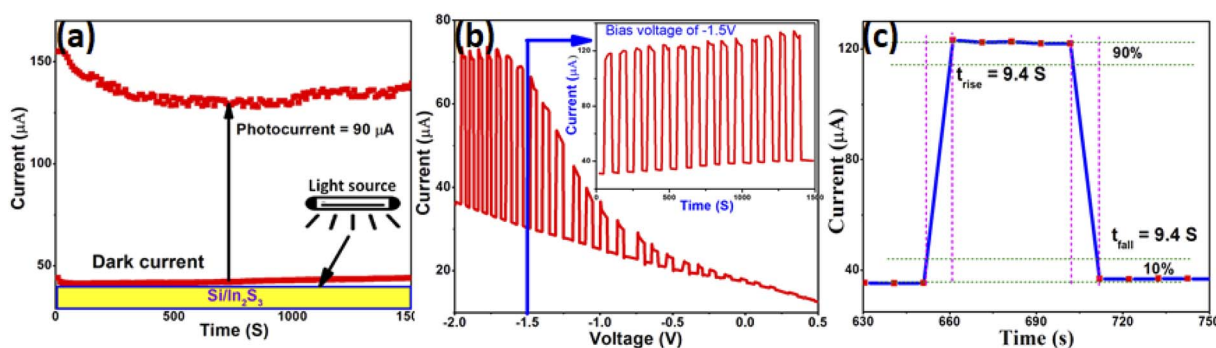 (a)
150
100
50
Current (µA)
Photocurrent = 90 µA
Light source
Dark current
Si/In2S3
0
500
1000
1500
Time (S)
(b)
80
60
40
20
Current (µA)
Bias voltage of -1.5V
120
80
40
Current (µA)
0
500
1000
1500
Time (S)
-2.0
-1.5
-1.0
-0.5
0.0
0.5
Voltage (V)
(c)
120
80
40
Current (µA)
90%
trise = 9.4 S
tfall = 9.4 S
10%
630
660
690
720
750
Time (s)